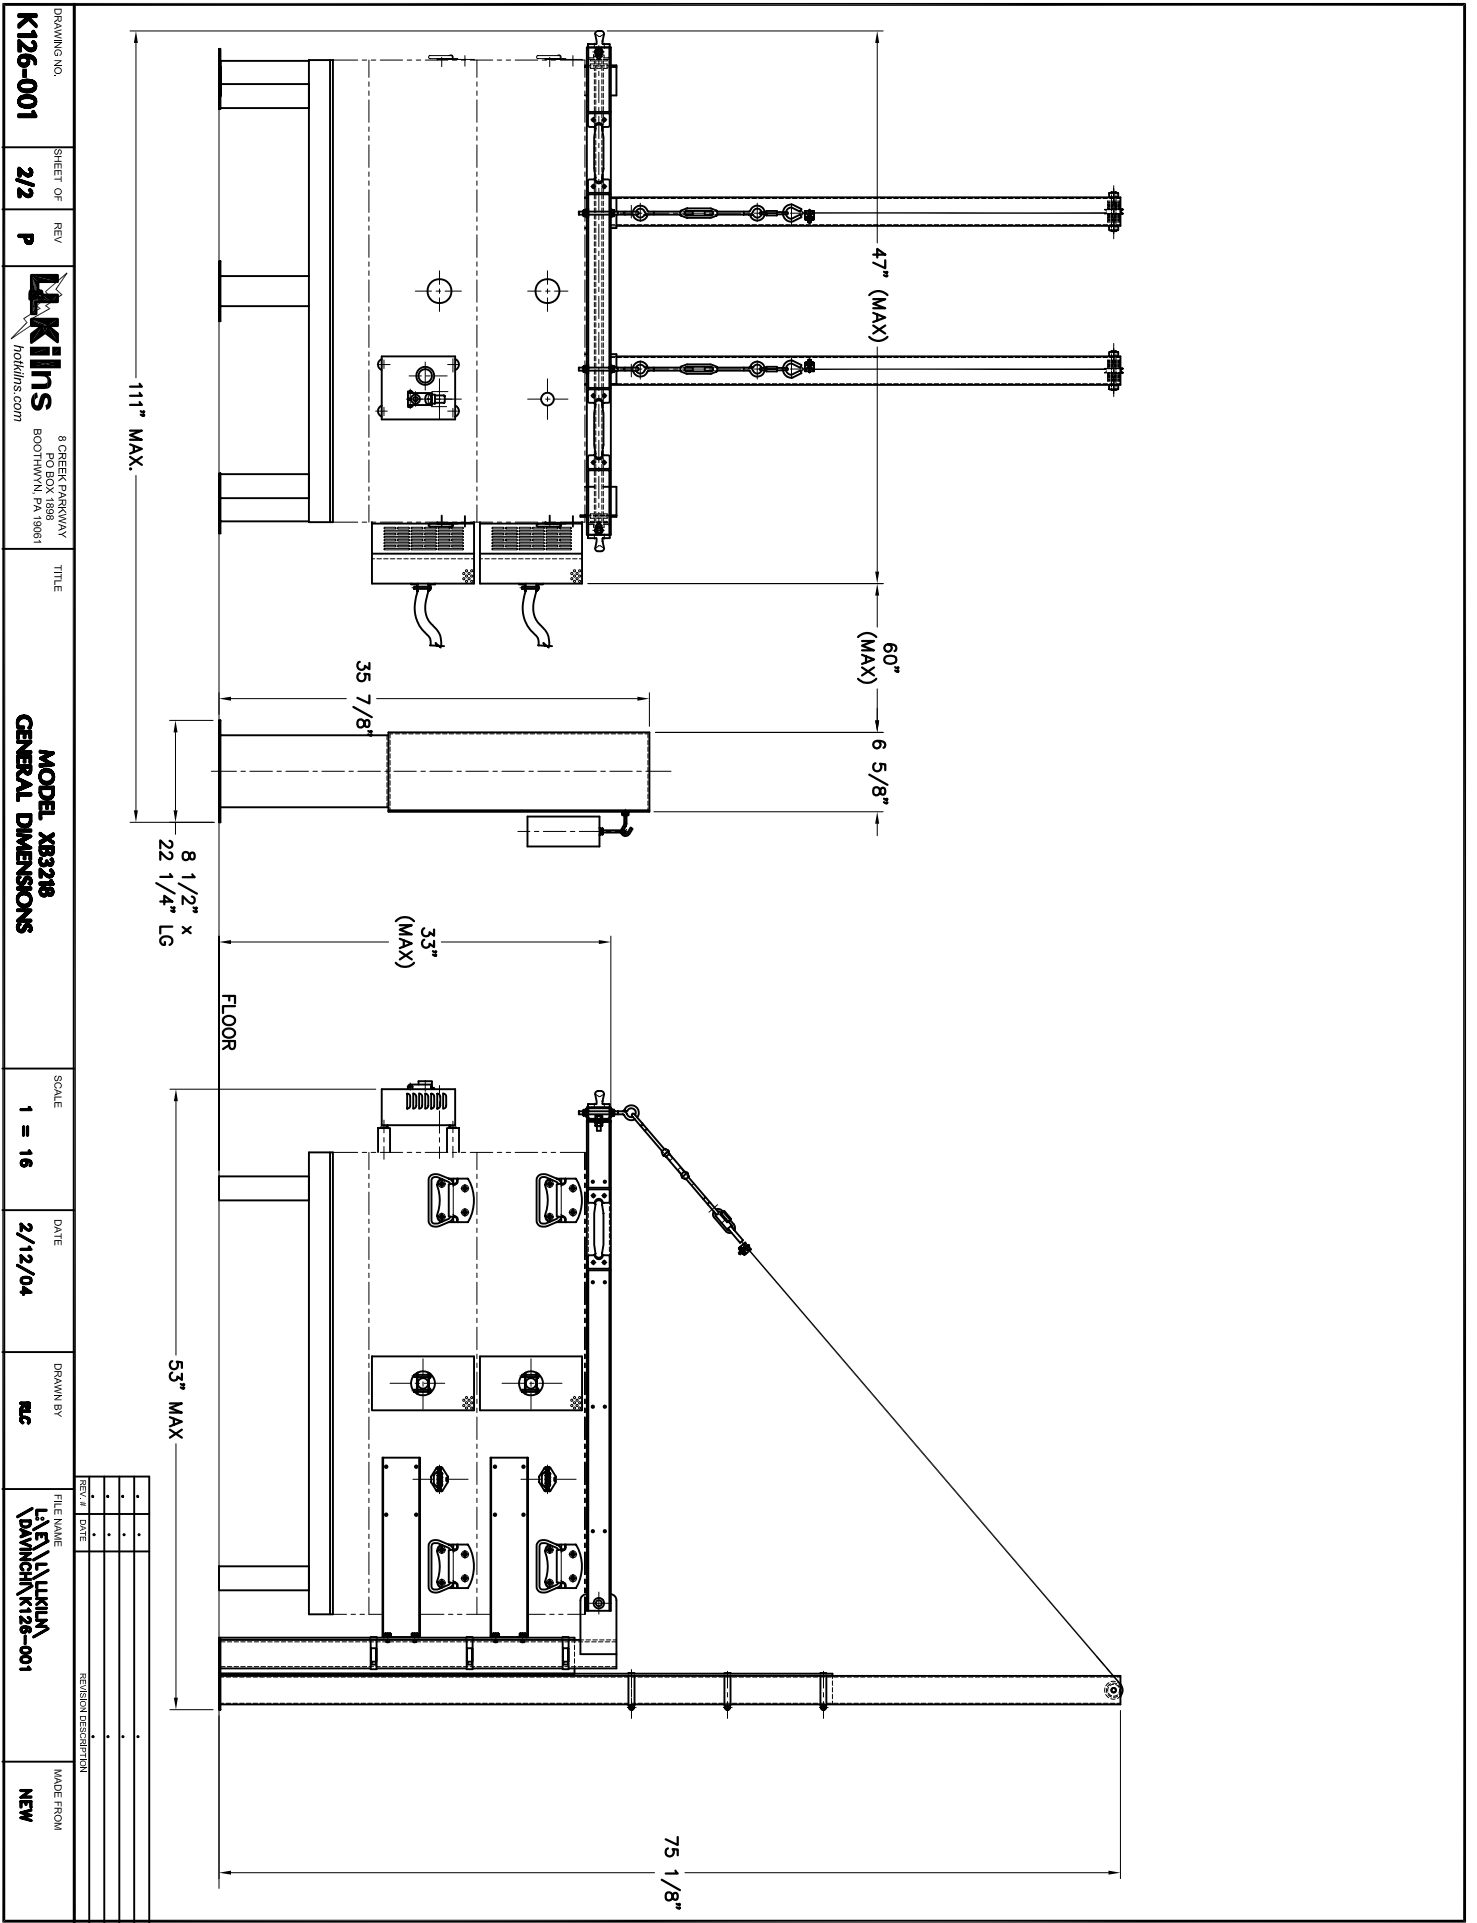 47" (MAX)
60"
(MAX)
6 5/8"
35 7/8"
111" MAX.
8 1/2" x
22 1/4" LG
33"
(MAX)
FLOOR
53" MAX
75 1/8"
REV.#
DATE
REVISION DESCRIPTION
DRAWING NO.
K126-001
SHEET OF
2/2
REV
P
L&L Kilns
hotkilns.com
8 CREEK PARKWAY
PO BOX 1898
BOOTHWYN, PA 19061
TITLE
MODEL XB3218
GENERAL DIMENSIONS
SCALE
1 = 16
DATE
2/12/04
DRAWN BY
RLC
FILE NAME
L:\E\L\LLKILN\
\DAVINCHI\K126-001
MADE FROM
NEW